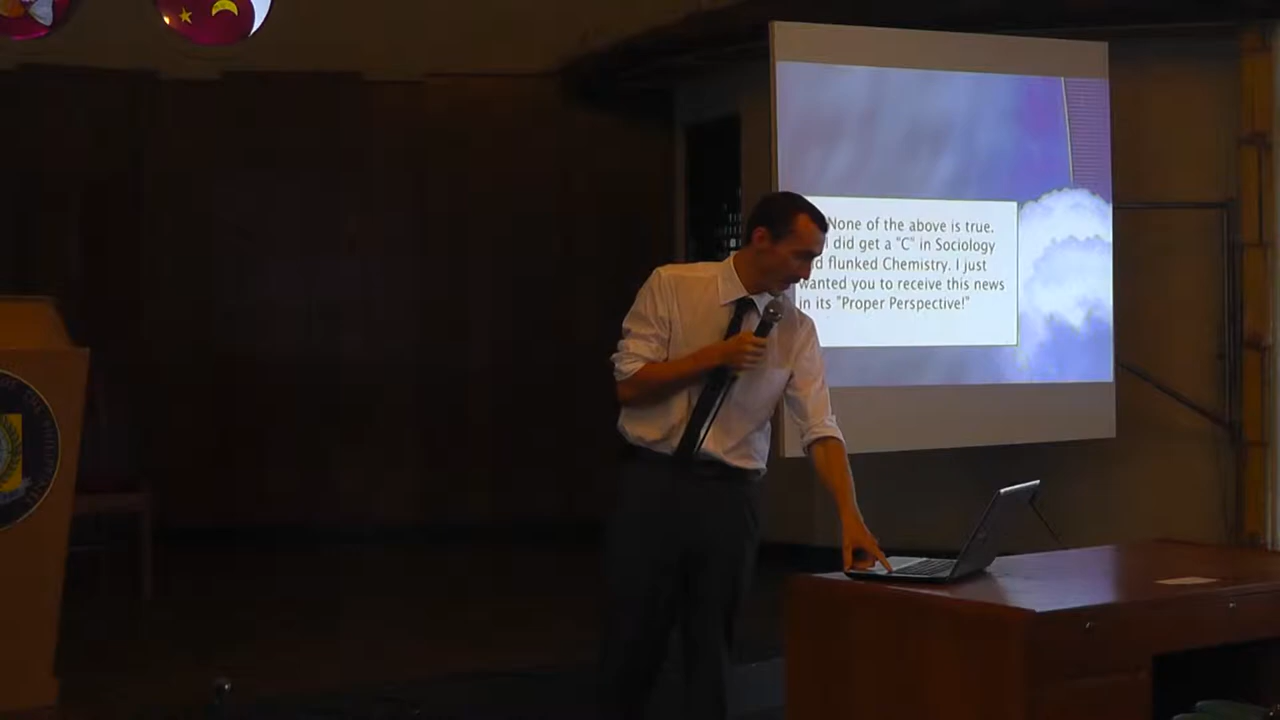 None of the above is true.
I did get a "C" in Sociology
flunked Chemistry. I just
wanted you to receive this news
in its "Proper Perspective!"